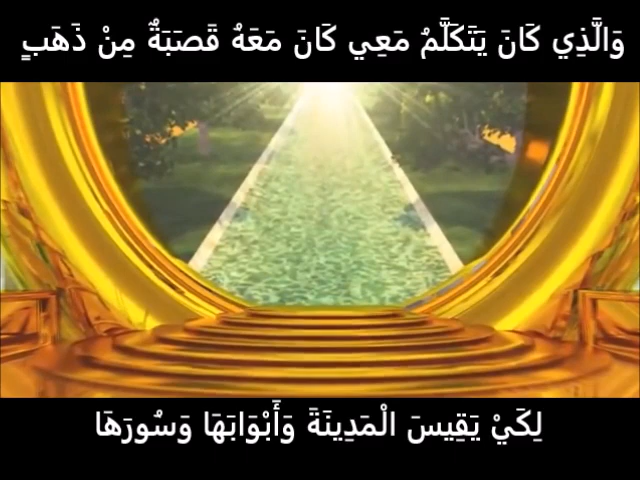 وَالَّذِي كَانَ يَتَكَلَّمُ مَعِي كَانَ مَعَهُ قَصَبَةٌ مِنْ ذَهَبٍ
لِكَيْ يَقِيسَ الْمَدِينَةَ وَأَبْوَابَهَا وَسُورَهَا